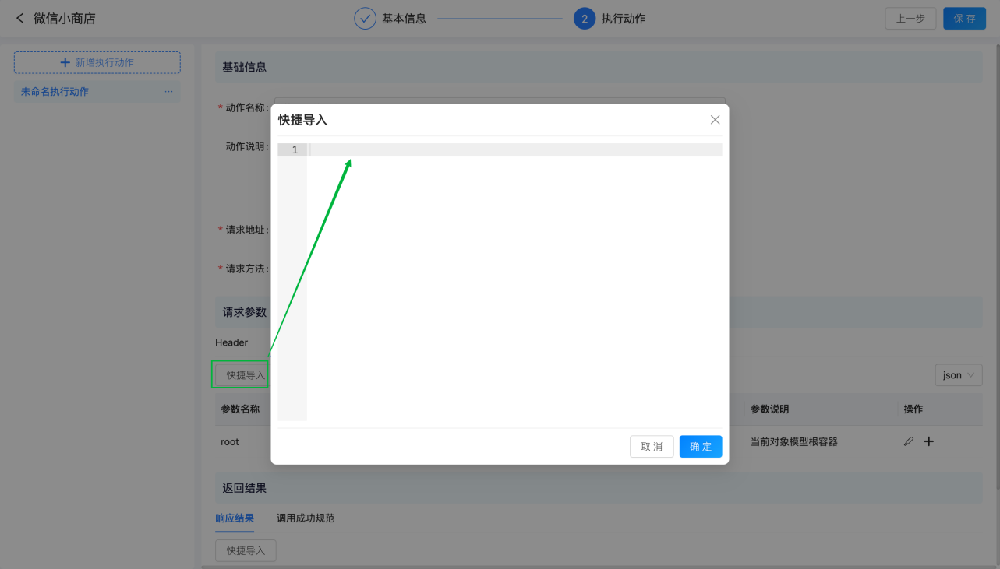 微信小商店
基本信息
2 执行动作
上一步
保 存
新增执行动作
未命名执行动作 ···
基础信息
* 动作名称:
动作说明:
* 请求地址:
* 请求方法:
请求参数
Header
快捷导入
json
参数名称
参数说明
操作
root
当前对象模型根容器
快捷导入
1
取 消
确 定
返回结果
响应结果
调用成功规范
快捷导入